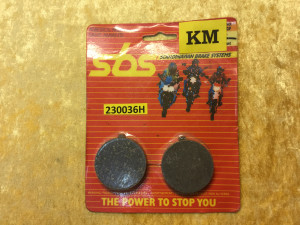 KM
sbs
SCANDINAVIAN BRAKE SYSTEMS
230036H
THE POWER TO STOP YOU